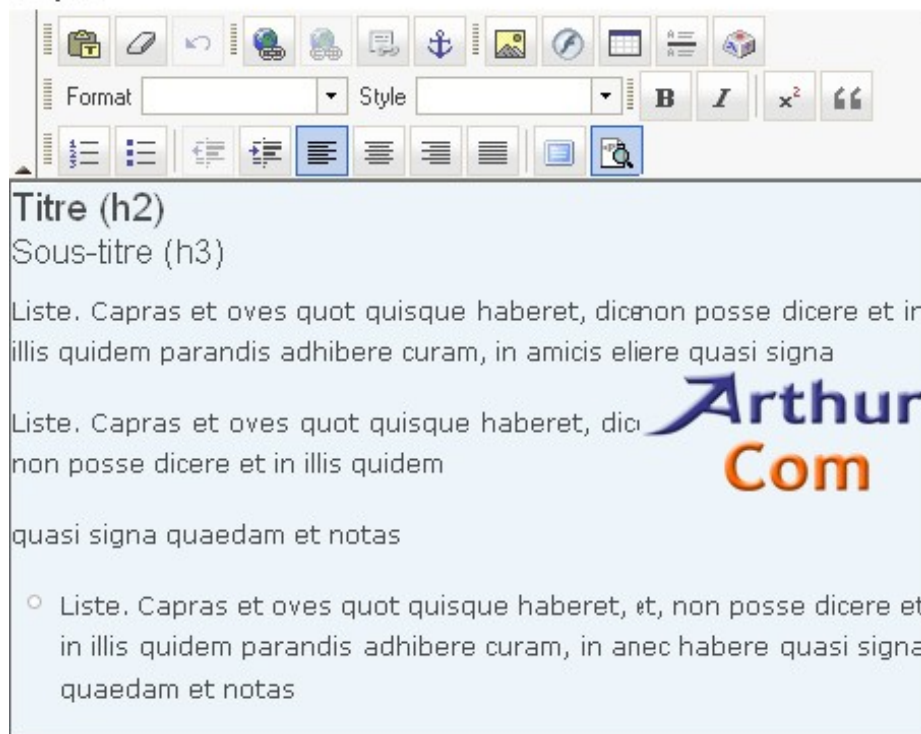 Format Style B I x²
Titre (h2)
Sous-titre (h3)
Liste. Capras et oves quot quisque haberet, non posse dicere et in
illis quidem parandis adhibere curam, in amicis eliere quasi signa
Arthur
Liste. Capras et oves quot quisque haberet, dic
non posse dicere et in illis quidem
Com
quasi signa quaedam et notas
Liste. Capras et oves quot quisque haberet, et, non posse dicere et
in illis quidem parandis adhibere curam, in anec habere quasi signa
quaedam et notas